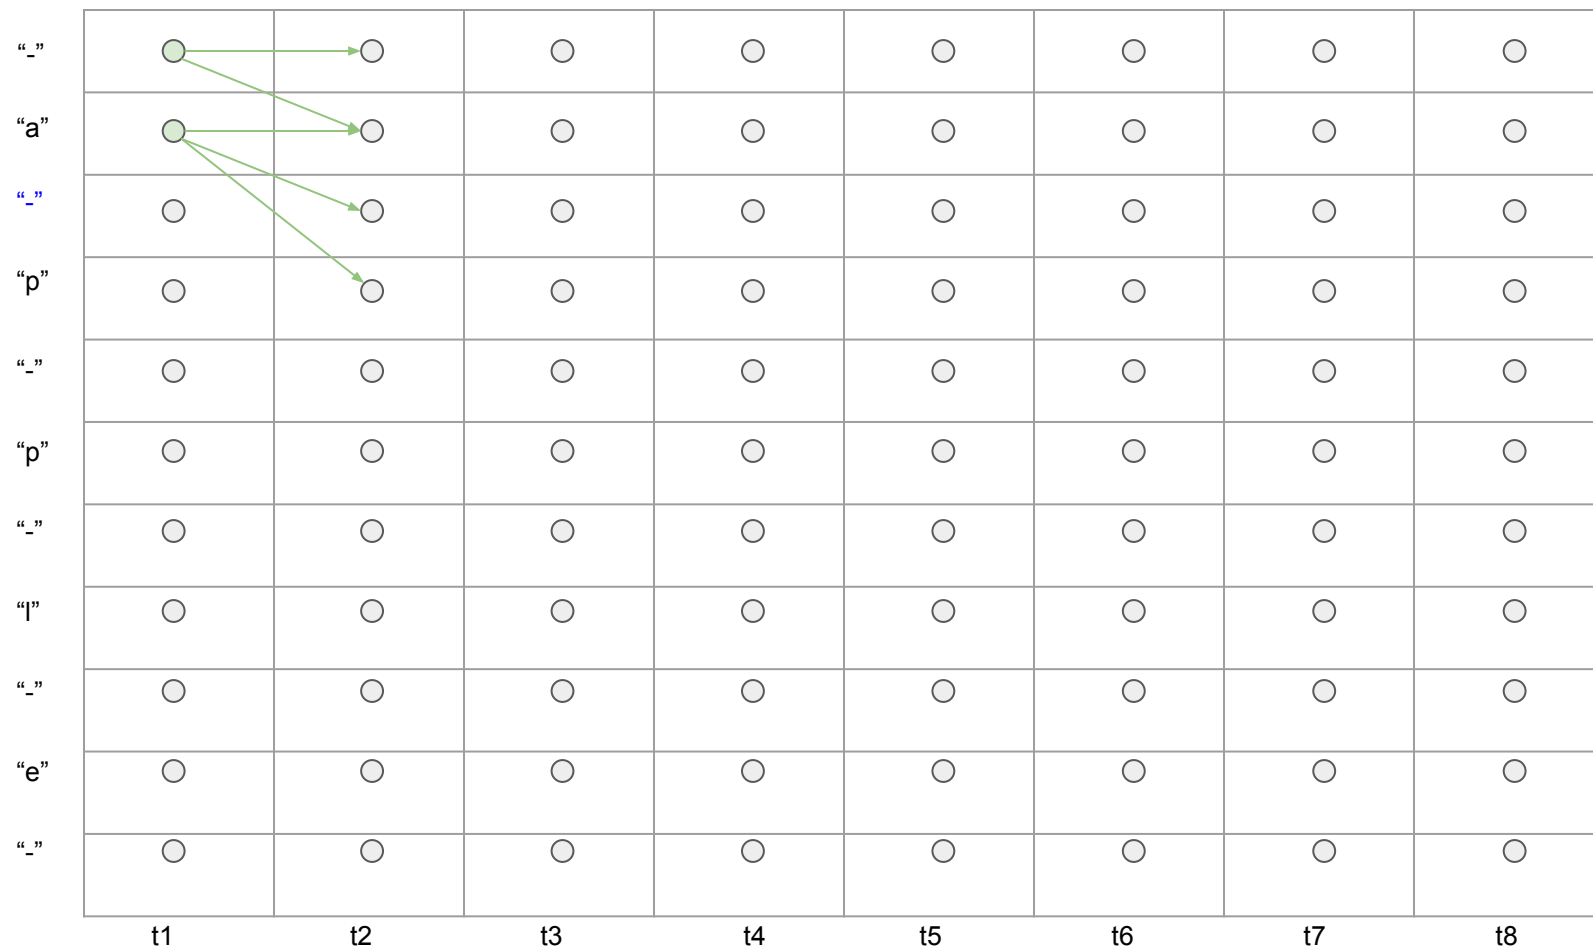 “-”
“a”
“-”
“p”
“-”
“p”
“-”
“l”
“-”
“e”
“-”
t1 t2 t3 t4 t5 t6 t7 t8